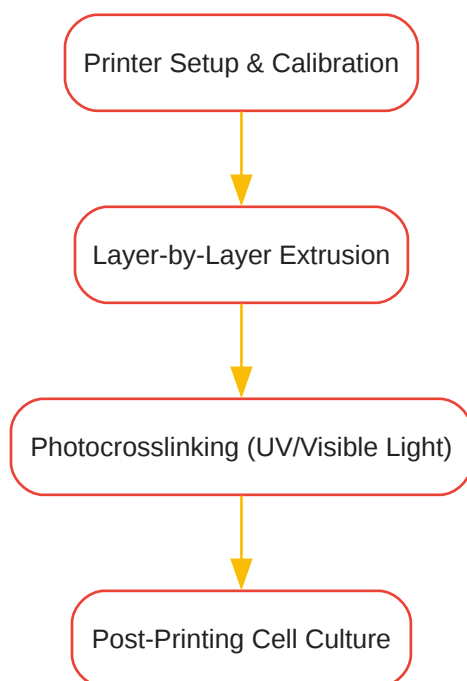 Printer Setup & Calibration
Layer-by-Layer Extrusion
Photocrosslinking (UV/Visible Light)
Post-Printing Cell Culture